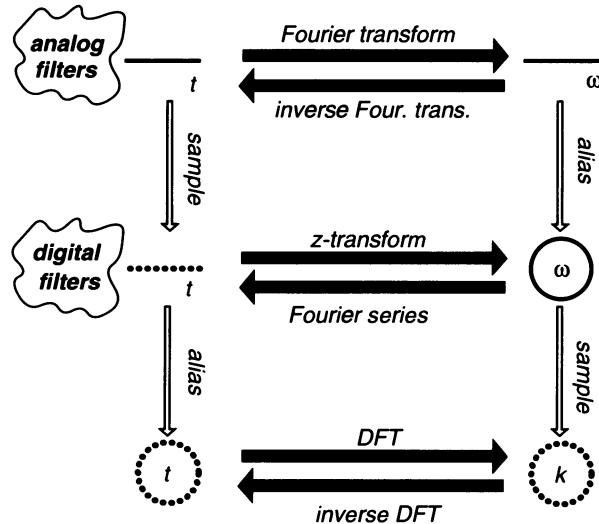 analog
filters
t
Fourier transform
inverse Four. trans.
ω
sample
alias
digital
filters
t
z-transform
Fourier series
ω
alias
sample
t
DFT
inverse DFT
k